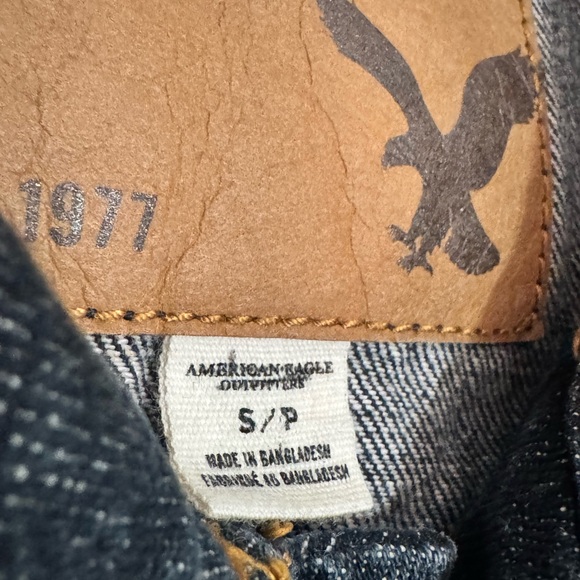 1977
AMERICAN EAGLE
OUTFITTERS
S/P
MADE IN BANGLADESH
FABRIQUÉ AU BANGLADESH